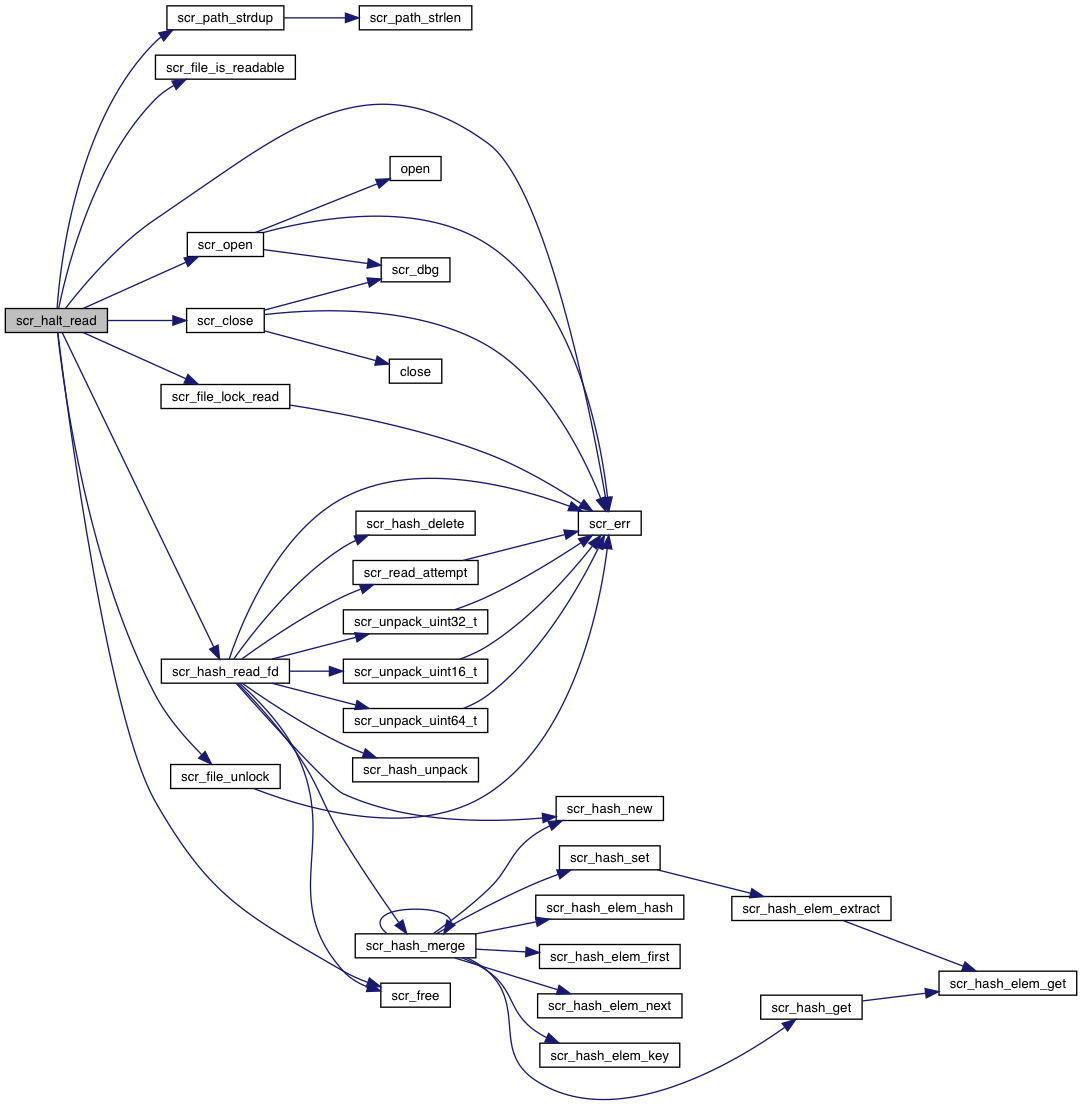 scr_path_strdup
scr_path_strlen
scr_file_is_readable
open
scr_open
scr_dbg
scr_halt_read
scr_close
close
scr_file_lock_read
scr_err
scr_hash_delete
scr_read_attempt
scr_unpack_uint32_t
scr_hash_read_fd
scr_unpack_uint16_t
scr_unpack_uint64_t
scr_hash_unpack
scr_file_unlock
scr_hash_new
scr_hash_set
scr_hash_elem_hash
scr_hash_elem_extract
scr_hash_merge
scr_hash_elem_first
scr_hash_elem_get
scr_free
scr_hash_elem_next
scr_hash_get
scr_hash_elem_key